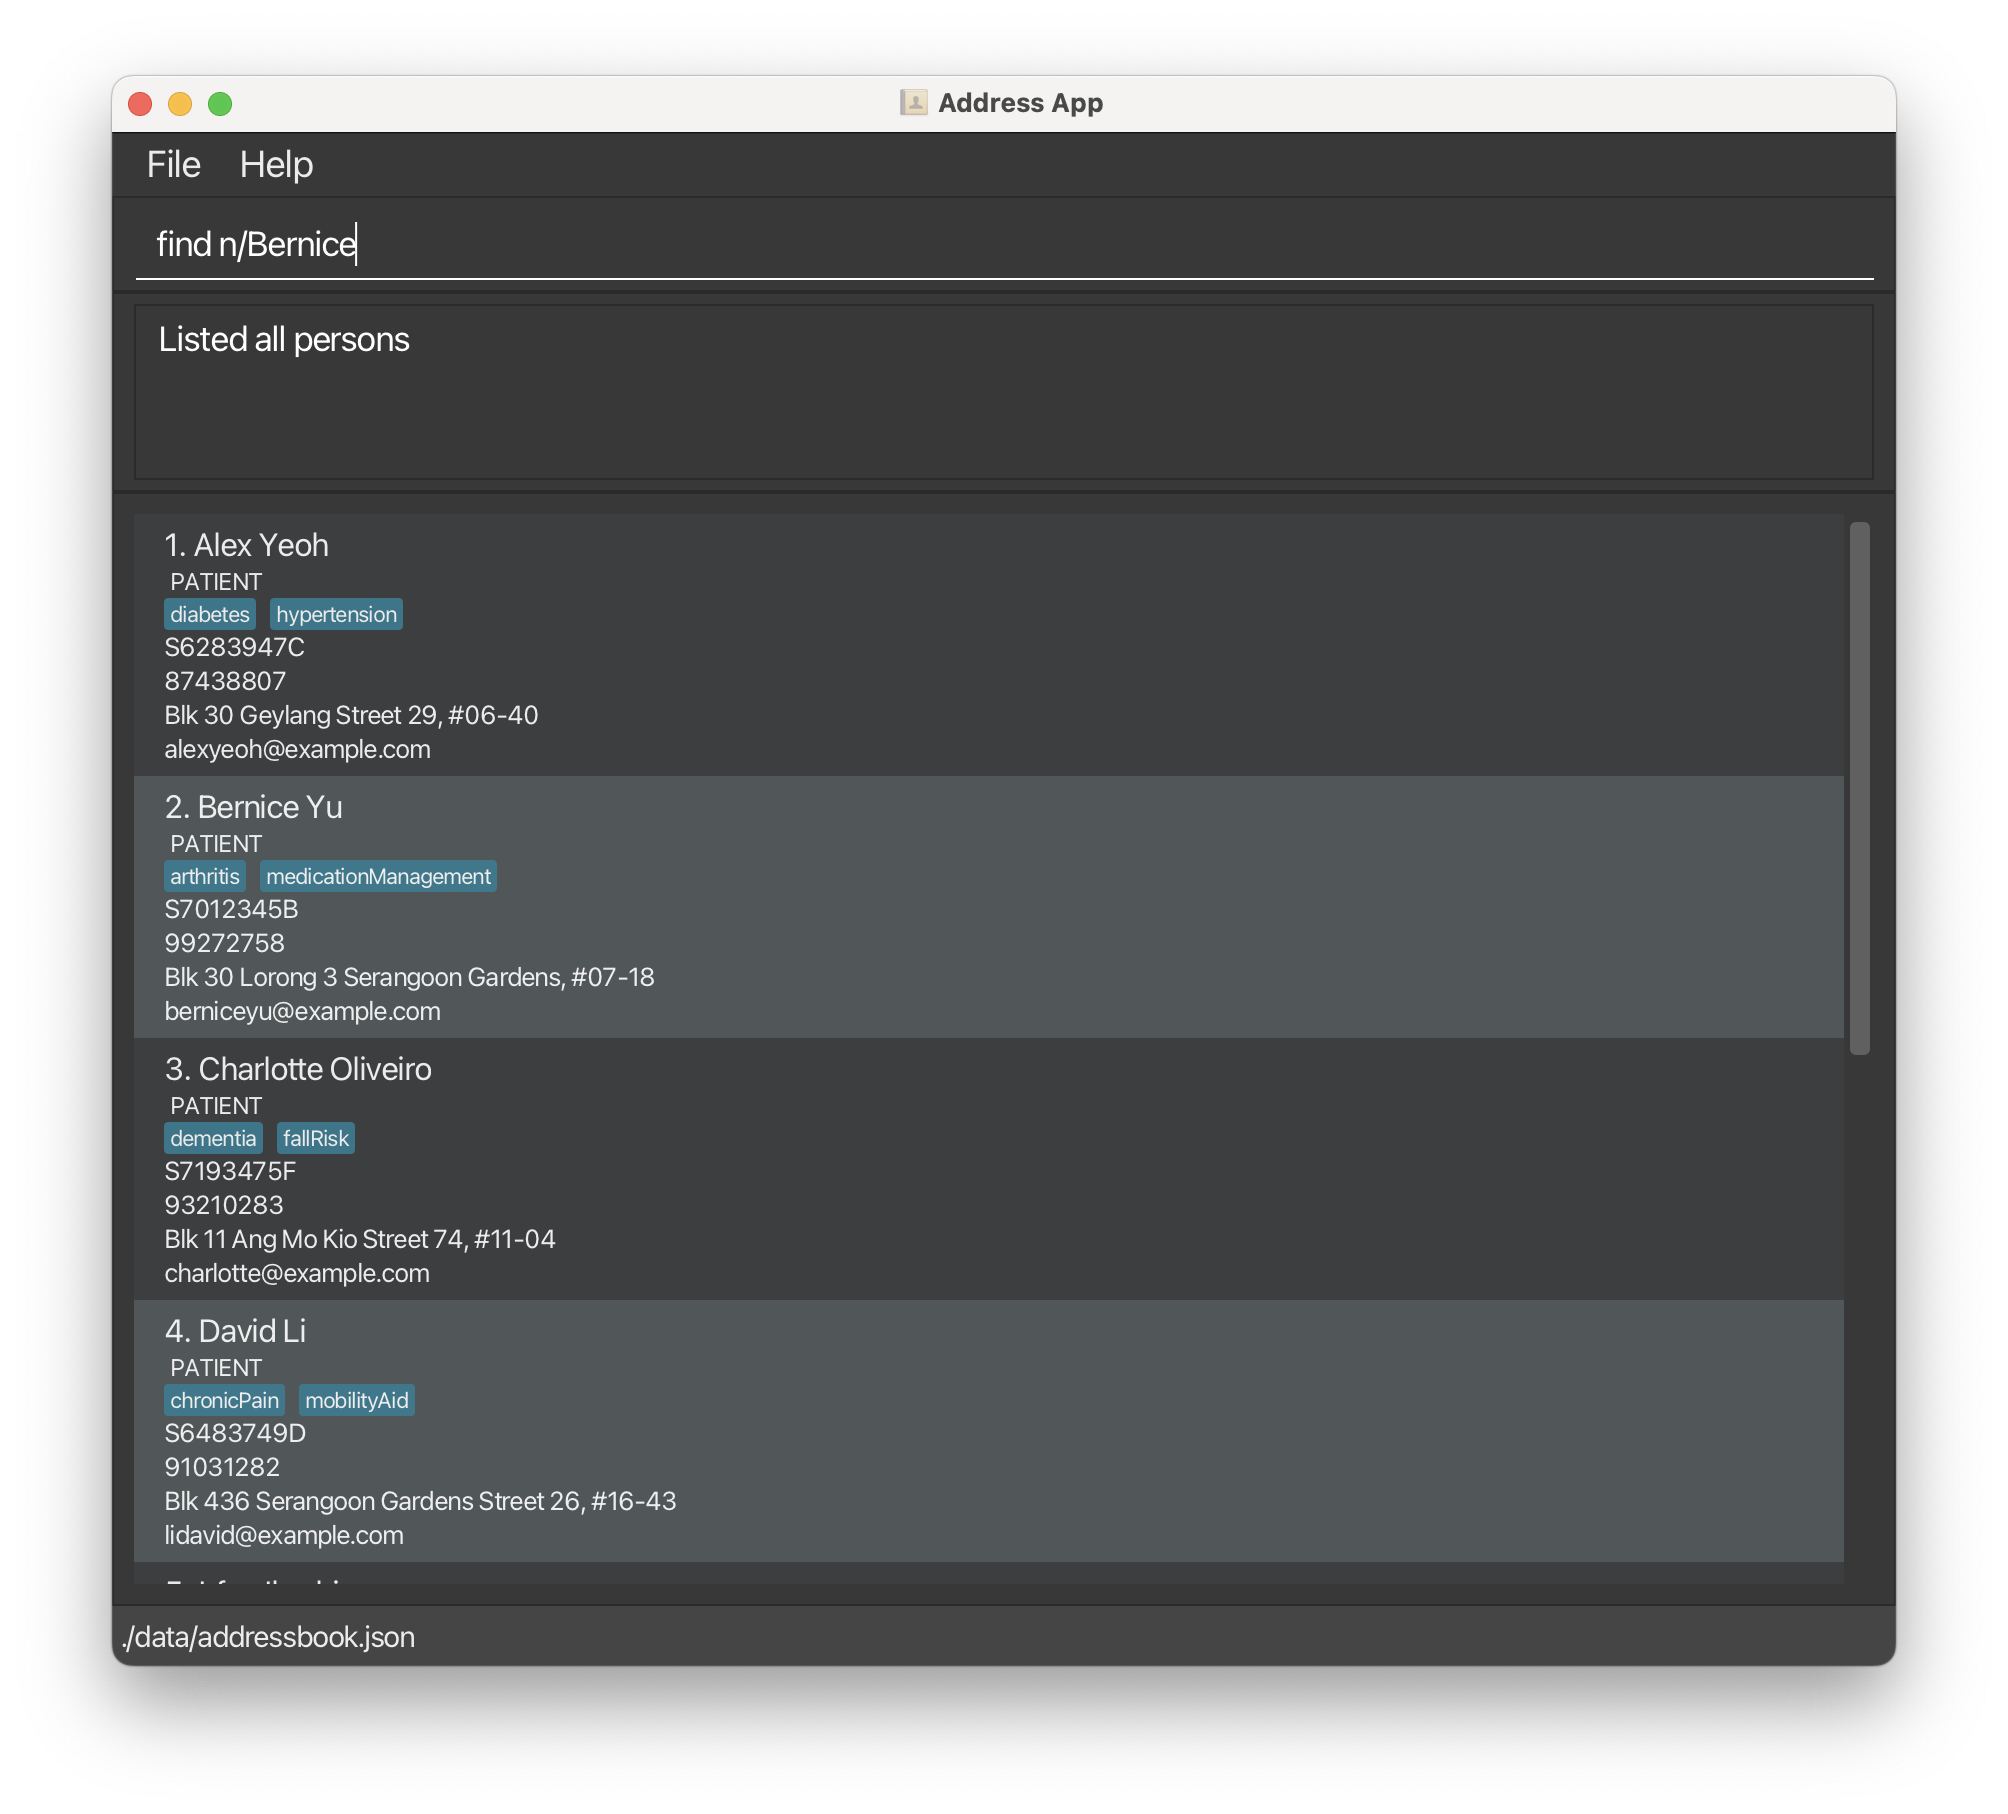 Address App
File Help
find n/Bernice
Listed all persons
1. Alex Yeoh
PATIENT
diabetes hypertension
S6283947C
87438807
Blk 30 Geylang Street 29, #06-40
alexyeoh@example.com
2. Bernice Yu
PATIENT
arthritis medicationManagement
S7012345B
99272758
Blk 30 Lorong 3 Serangoon Gardens, #07-18
berniceyu@example.com
3. Charlotte Oliveiro
PATIENT
dementia fallRisk
S7193475F
93210283
Blk 11 Ang Mo Kio Street 74, #11-04
charlotte@example.com
4. David Li
PATIENT
chronicPain mobilityAid
S6483749D
91031282
Blk 436 Serangoon Gardens Street 26, #16-43
lidavid@example.com
./data/addressbook.json